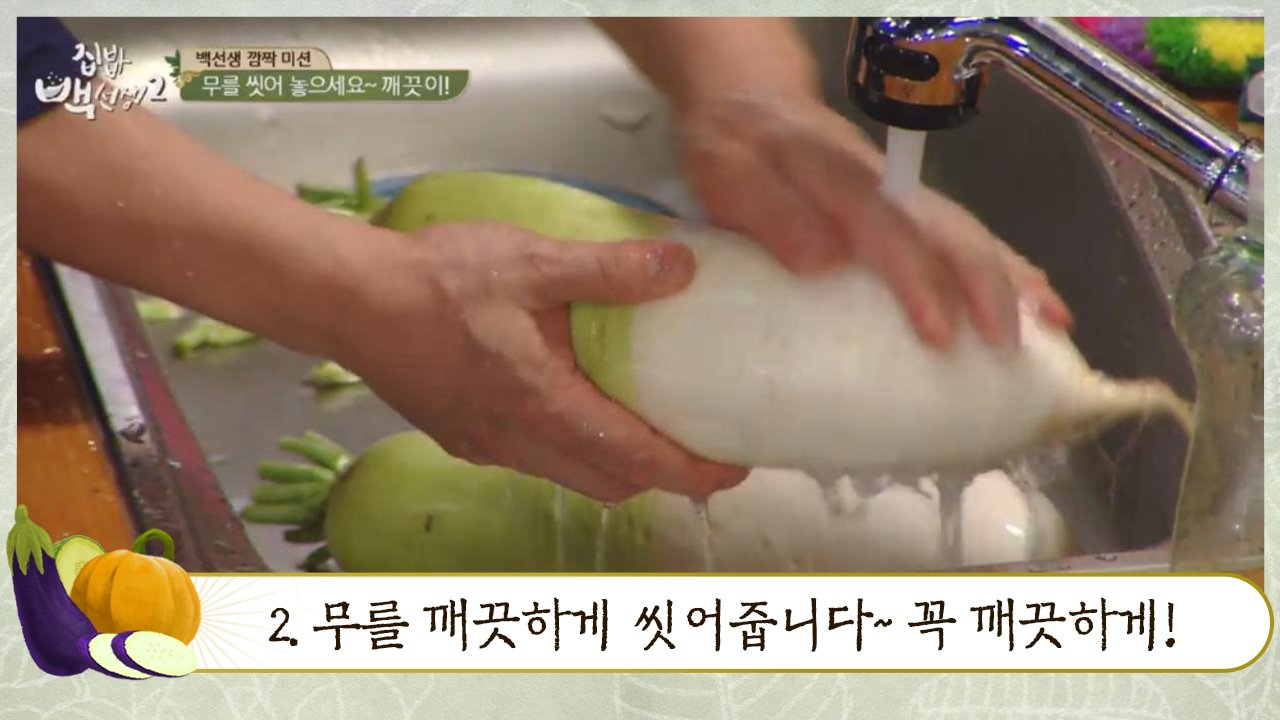 집밥
백선생2
백선생 깜짝 미션
무를 씻어 놓으세요~ 깨끗이!
2. 무를 깨끗하게 씻어줍니다~ 꼭 깨끗하게!